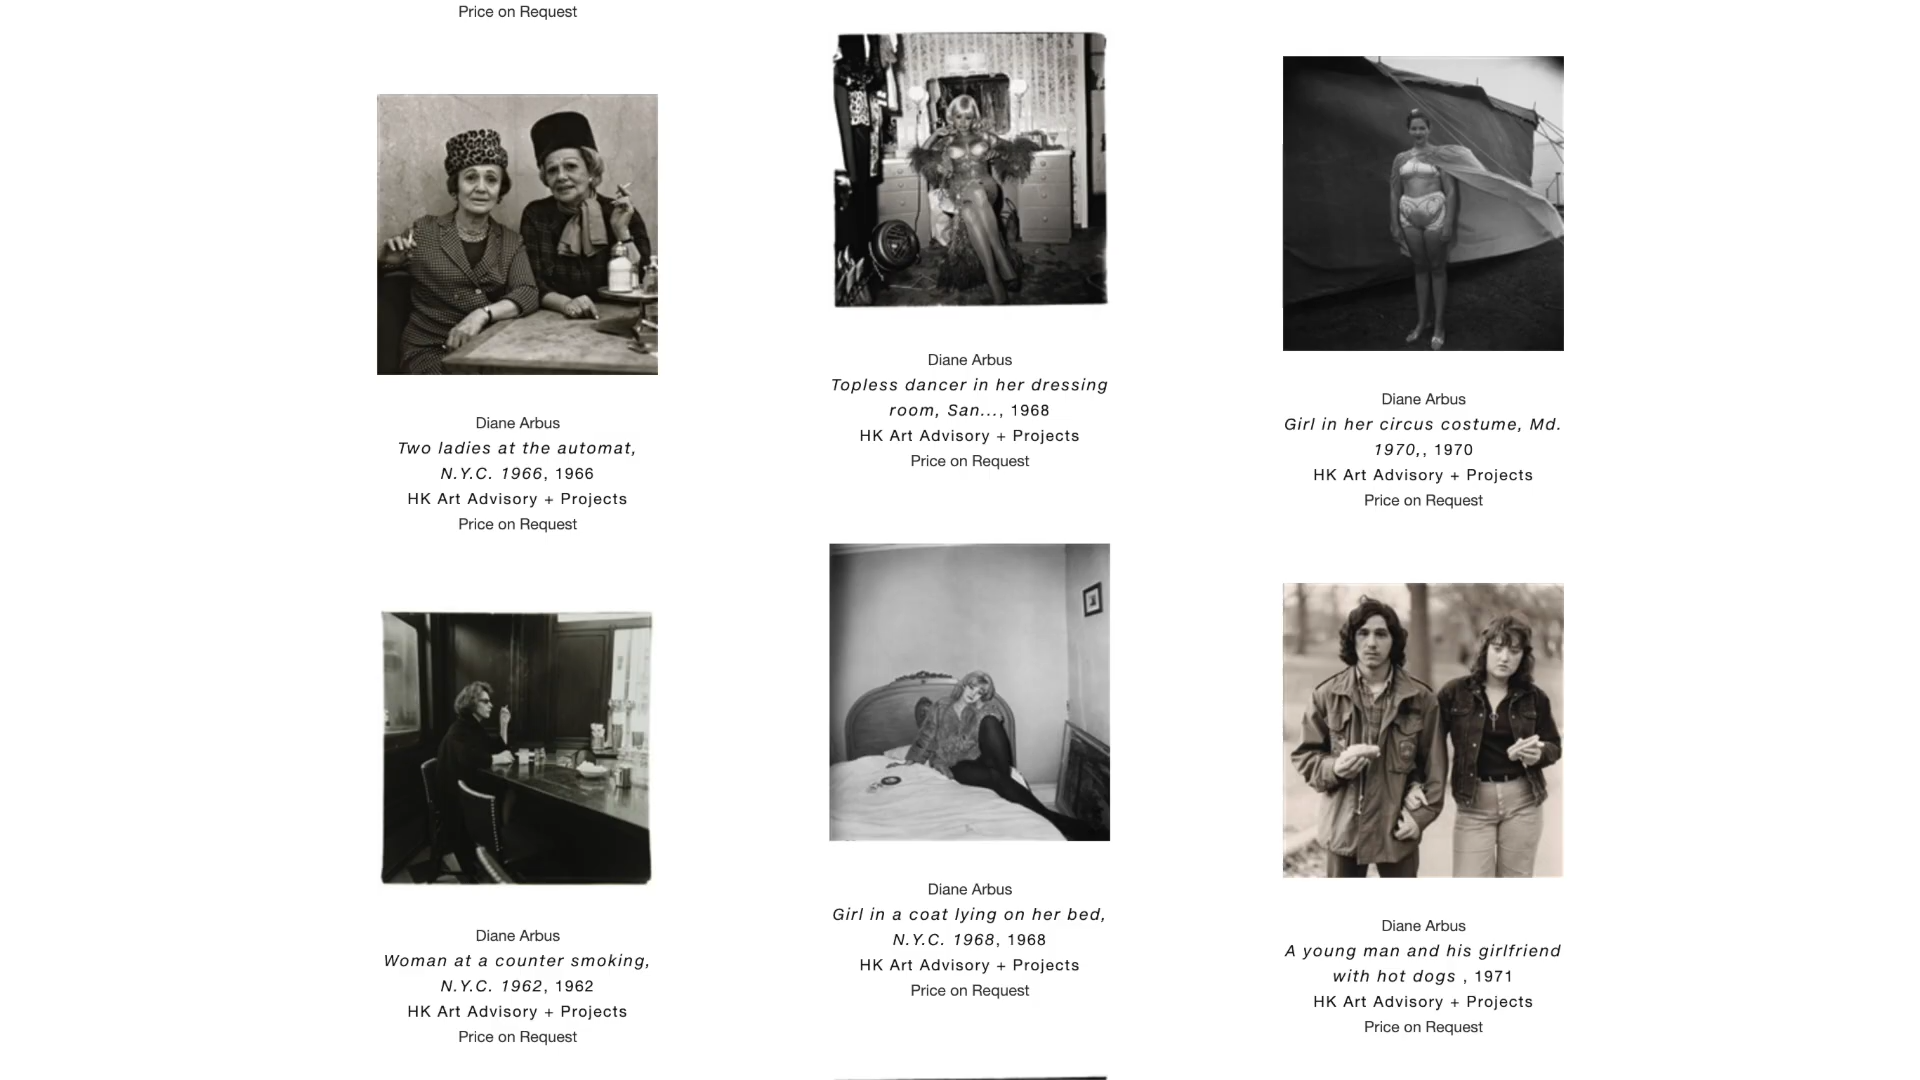 Price on Request
Diane Arbus
Two ladies at the automat,
N.Y.C. 1966, 1966
HK Art Advisory + Projects
Price on Request
Diane Arbus
Woman at a counter smoking,
N.Y.C. 1962, 1962
HK Art Advisory + Projects
Price on Request
Diane Arbus
Topless dancer in her dressing
room, San..., 1968
HK Art Advisory + Projects
Price on Request
Diane Arbus
Girl in a coat lying on her bed,
N.Y.C. 1968, 1968
HK Art Advisory + Projects
Price on Request
Diane Arbus
Girl in her circus costume, Md.
1970,, 1970
HK Art Advisory + Projects
Price on Request
Diane Arbus
A young man and his girlfriend
with hot dogs , 1971
HK Art Advisory + Projects
Price on Request